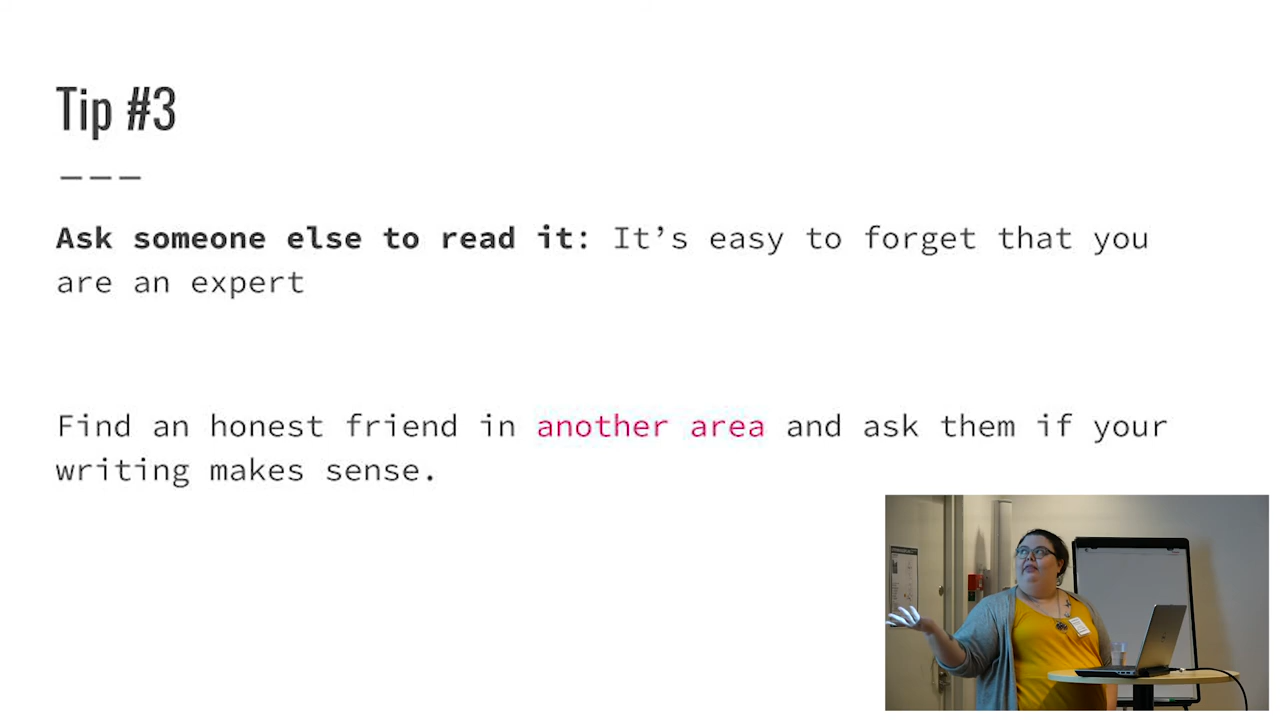 Tip #3
Ask someone else to read it: It’s easy to forget that you
are an expert
Find an honest friend in another area and ask them if your
writing makes sense.